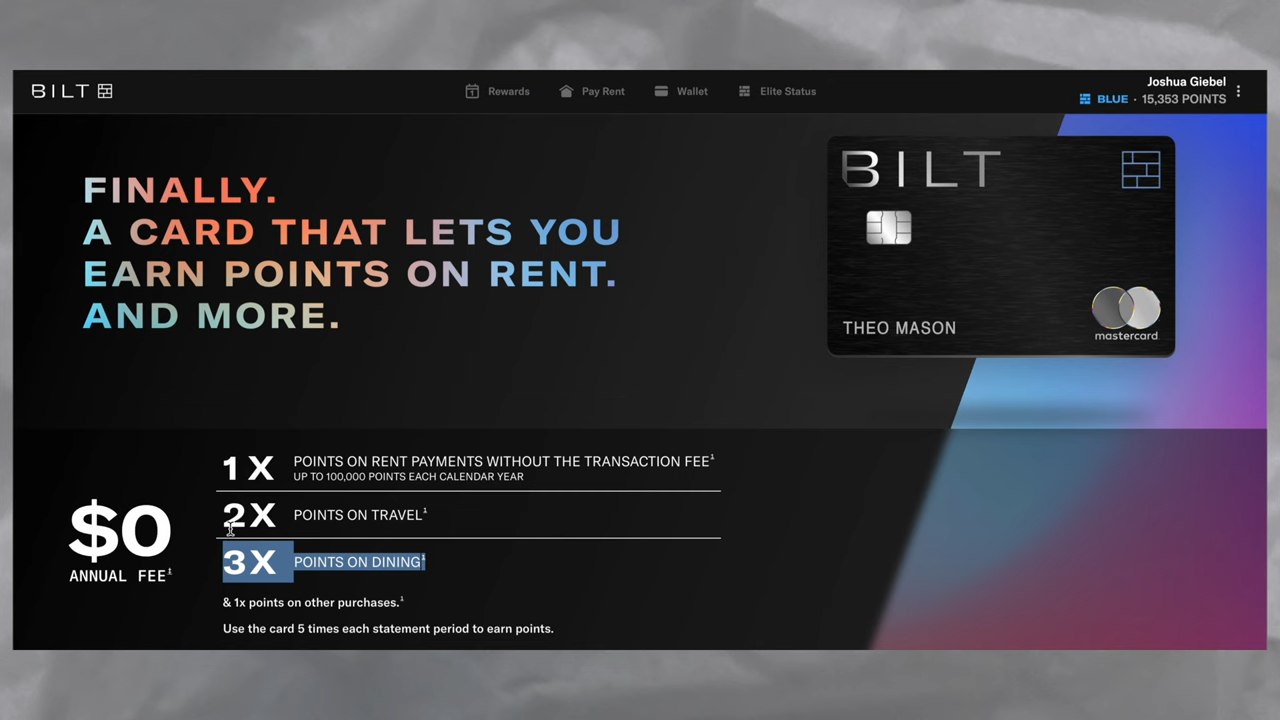 BILT
Rewards
Pay Rent
Wallet
Elite Status
Joshua Giebel
BLUE · 15,353 POINTS
FINALLY.
A CARD THAT LETS YOU
EARN POINTS ON RENT.
AND MORE.
BILT
THEO MASON
mastercard
$0
ANNUAL FEE¹
1X POINTS ON RENT PAYMENTS WITHOUT THE TRANSACTION FEE¹
UP TO 100,000 POINTS EACH CALENDAR YEAR
2X POINTS ON TRAVEL¹
3X POINTS ON DINING¹
& 1x points on other purchases.¹
Use the card 5 times each statement period to earn points.